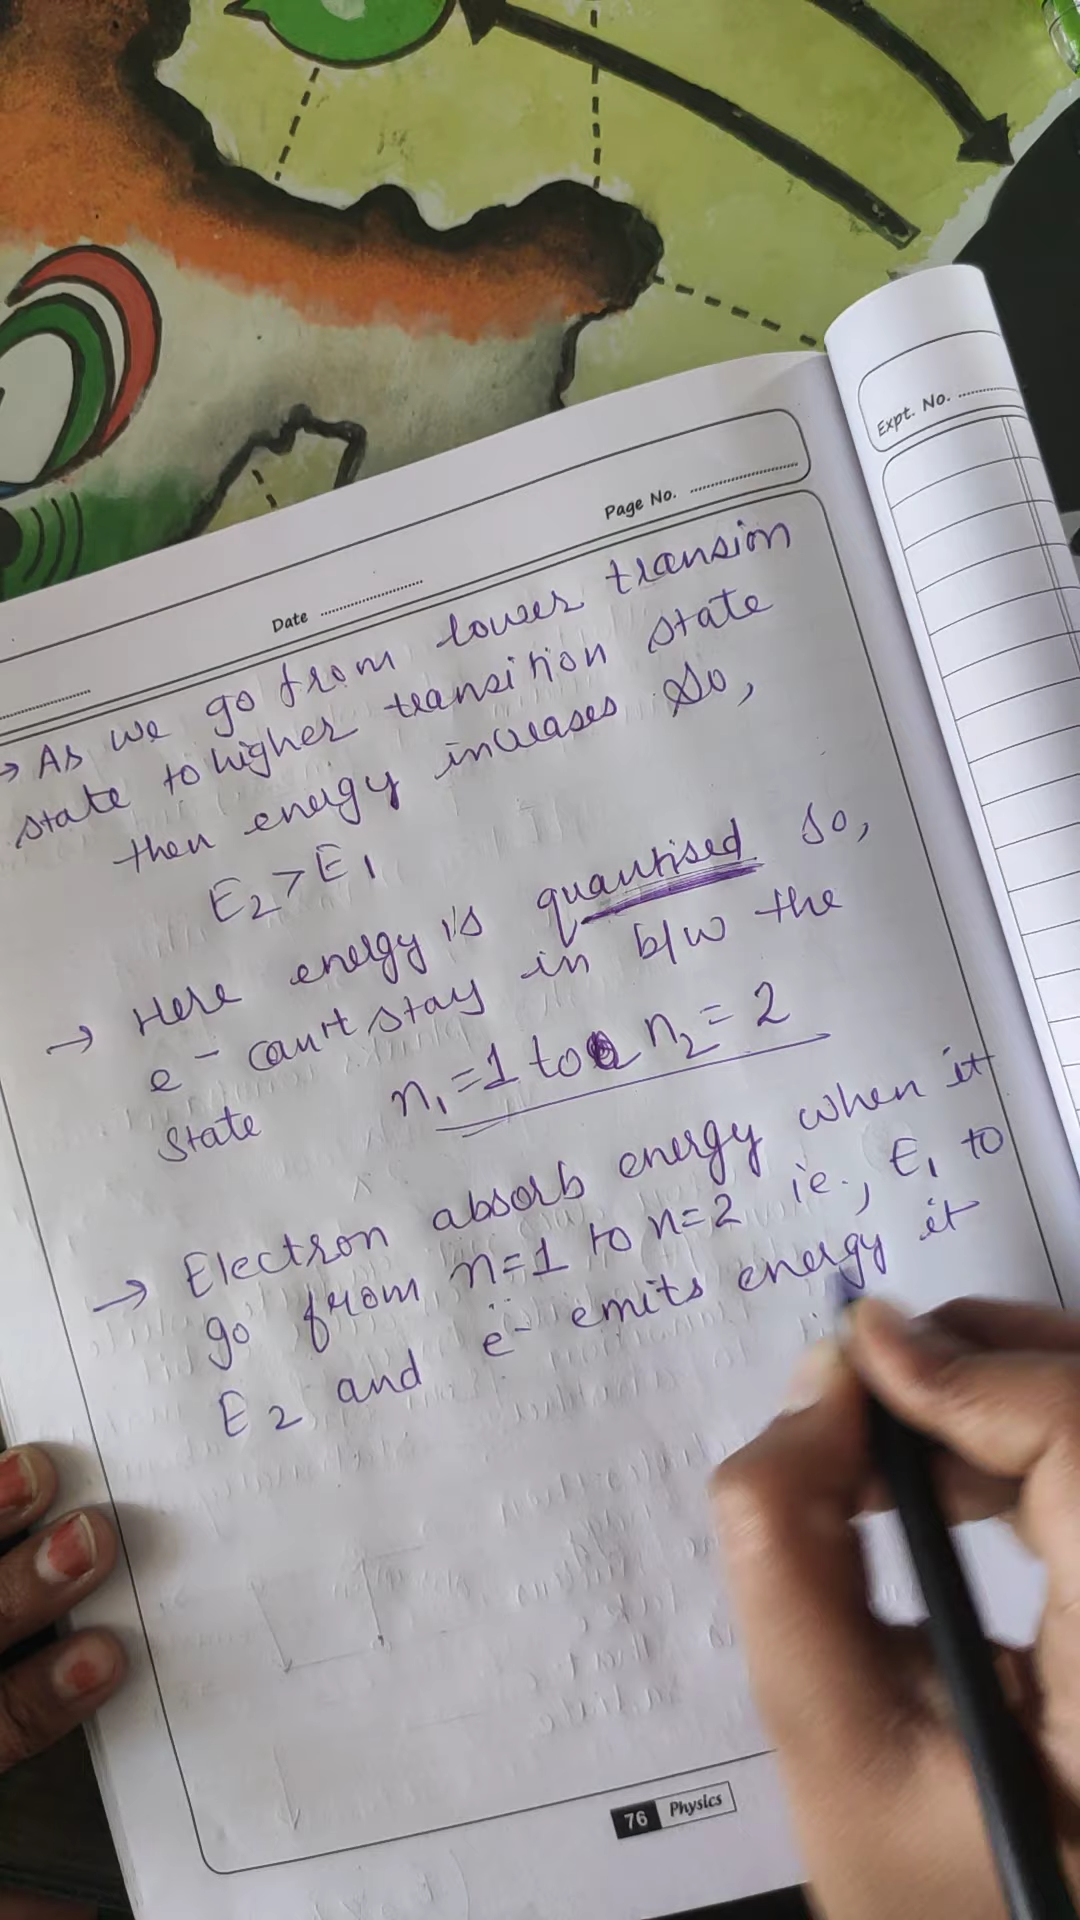 Expt. No.
Page No.
Date
→ As we go from lower transion
state to higher transition state
then energy increases So,
E2 > E1
→ Here energy is quantised so,
e- can't stay in b/w the
State n1 = 1 to n2 = 2
→ Electron absorb energy when it
go from n=1 to n=2 ie., E1 to
E2 and e- emits energy it
76 Physics